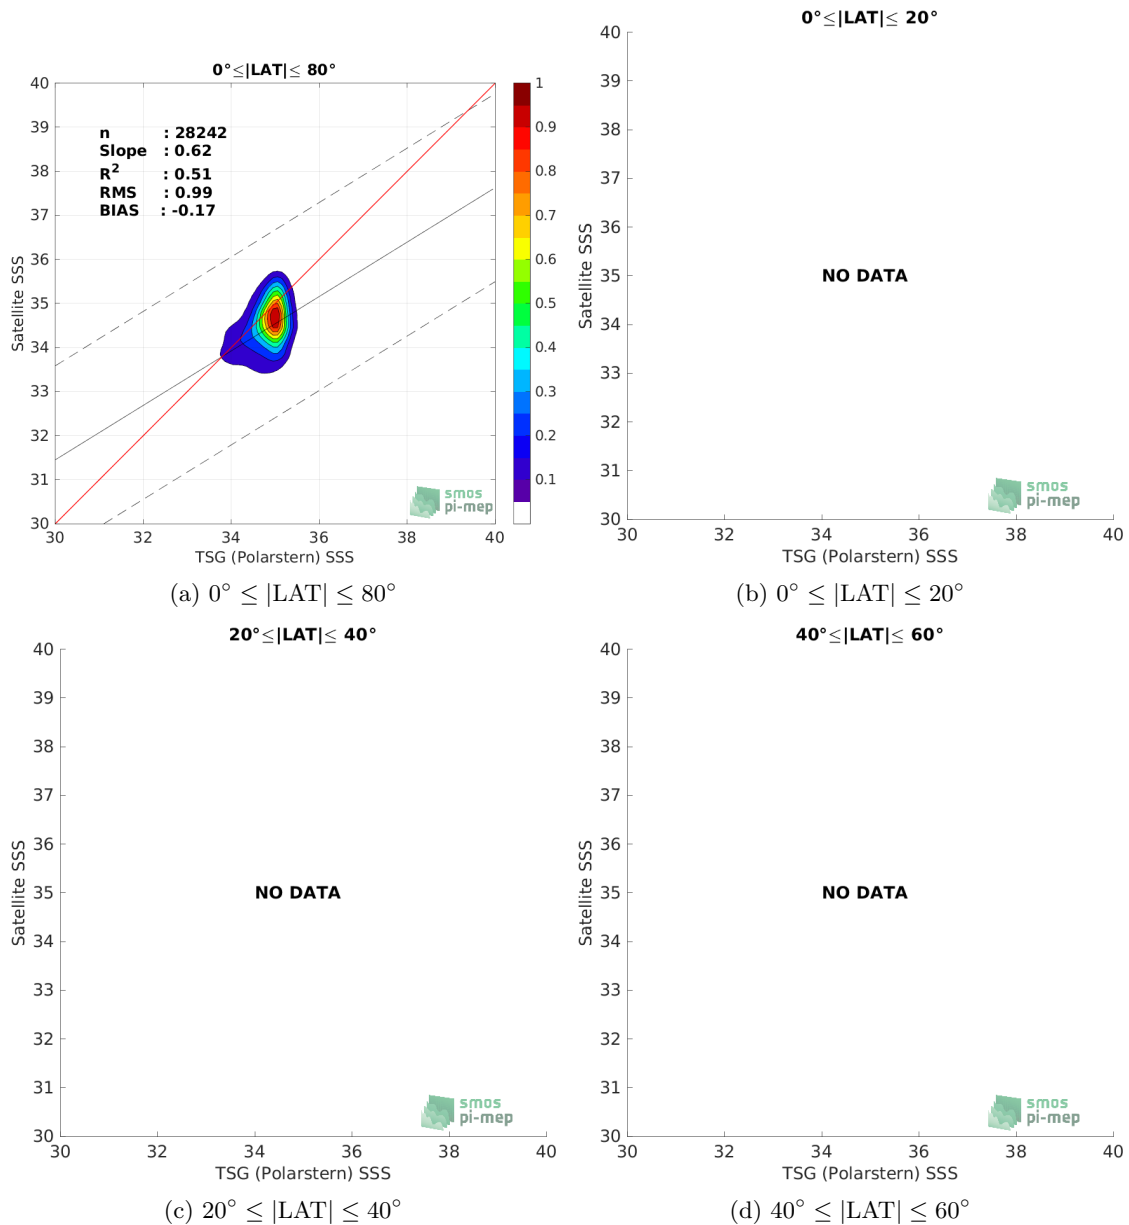 0°≤|LAT|≤ 80°
40
39
38
37
36
35
34
33
32
31
30
n : 28242
Slope : 0.62
R² : 0.51
RMS : 0.99
BIAS : -0.17
Satellite SSS
smos
pi-mep
30 32 34 36 38 40
TSG (Polarstern) SSS
1
0.9
0.8
0.7
0.6
0.5
0.4
0.3
0.2
0.1
(a) 0° ≤ |LAT| ≤ 80°
0°≤|LAT|≤ 20°
40
39
38
37
36
35
34
33
32
31
30
Satellite SSS
NO DATA
smos
pi-mep
30 32 34 36 38 40
TSG (Polarstern) SSS
(b) 0° ≤ |LAT| ≤ 20°
20°≤|LAT|≤ 40°
40
39
38
37
36
35
34
33
32
31
30
Satellite SSS
NO DATA
smos
pi-mep
30 32 34 36 38 40
TSG (Polarstern) SSS
(c) 20° ≤ |LAT| ≤ 40°
40°≤|LAT|≤ 60°
40
39
38
37
36
35
34
33
32
31
30
Satellite SSS
NO DATA
smos
pi-mep
30 32 34 36 38 40
TSG (Polarstern) SSS
(d) 40° ≤ |LAT| ≤ 60°